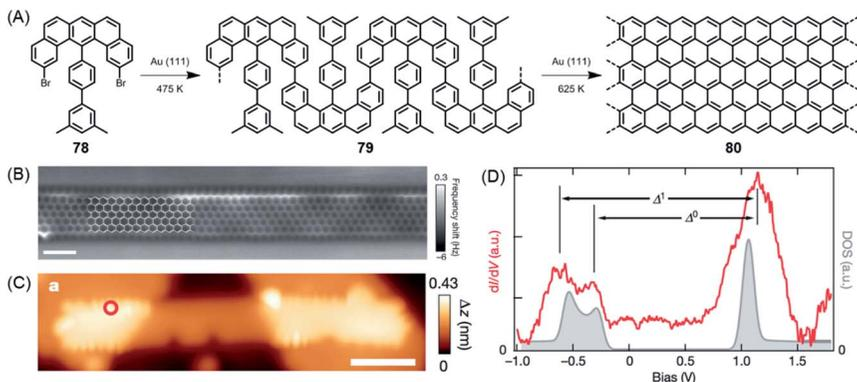 (A)
Br
Br
78
Au (111)
475 K
79
Au (111)
625 K
80
(B)
0.3
Frequency shift (Hz)
−6
(C)
a
0.43
Δz (nm)
0
(D)
Δ¹
Δ⁰
dI/dV (a.u.)
DOS (a.u.)
0
0
-1.0 -0.5 0 0.5 1.0 1.5
Bias (V)